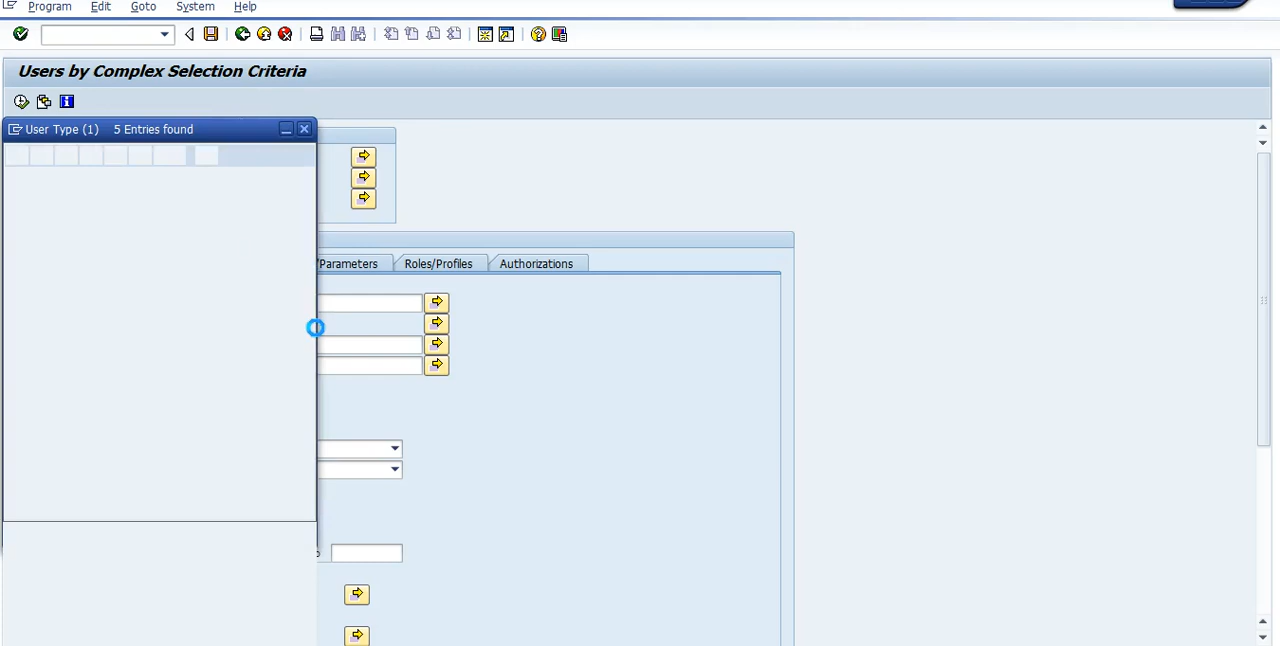 Program Edit Goto System Help
Users by Complex Selection Criteria
User Type (1) 5 Entries found
/Parameters Roles/Profiles Authorizations